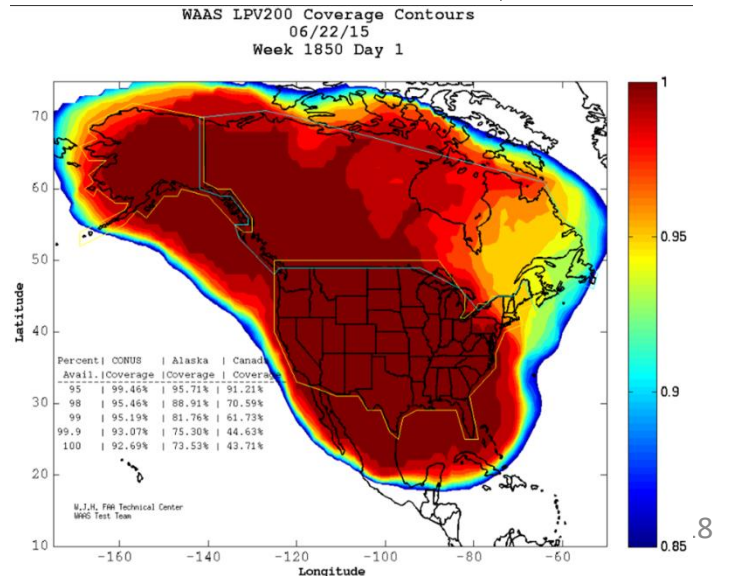 WAAS LPV200 Coverage Contours
06/22/15
Week 1850 Day 1
Latitude
70
60
50
40
30
20
10
Percent| CONUS | Alaska | Canada
Avail. |Coverage |Coverage | Coverage
95 | 99.46% | 95.71% | 91.21%
98 | 95.46% | 88.91% | 70.59%
99 | 95.19% | 81.76% | 61.73%
99.9 | 93.07% | 75.30% | 44.63%
100 | 92.69% | 73.53% | 43.71%
W.J.H. FAA Technical Center
WAAS Test Team
-160 -140 -120 -100 -80 -60
Longitude
1
0.95
0.9
0.85
.8